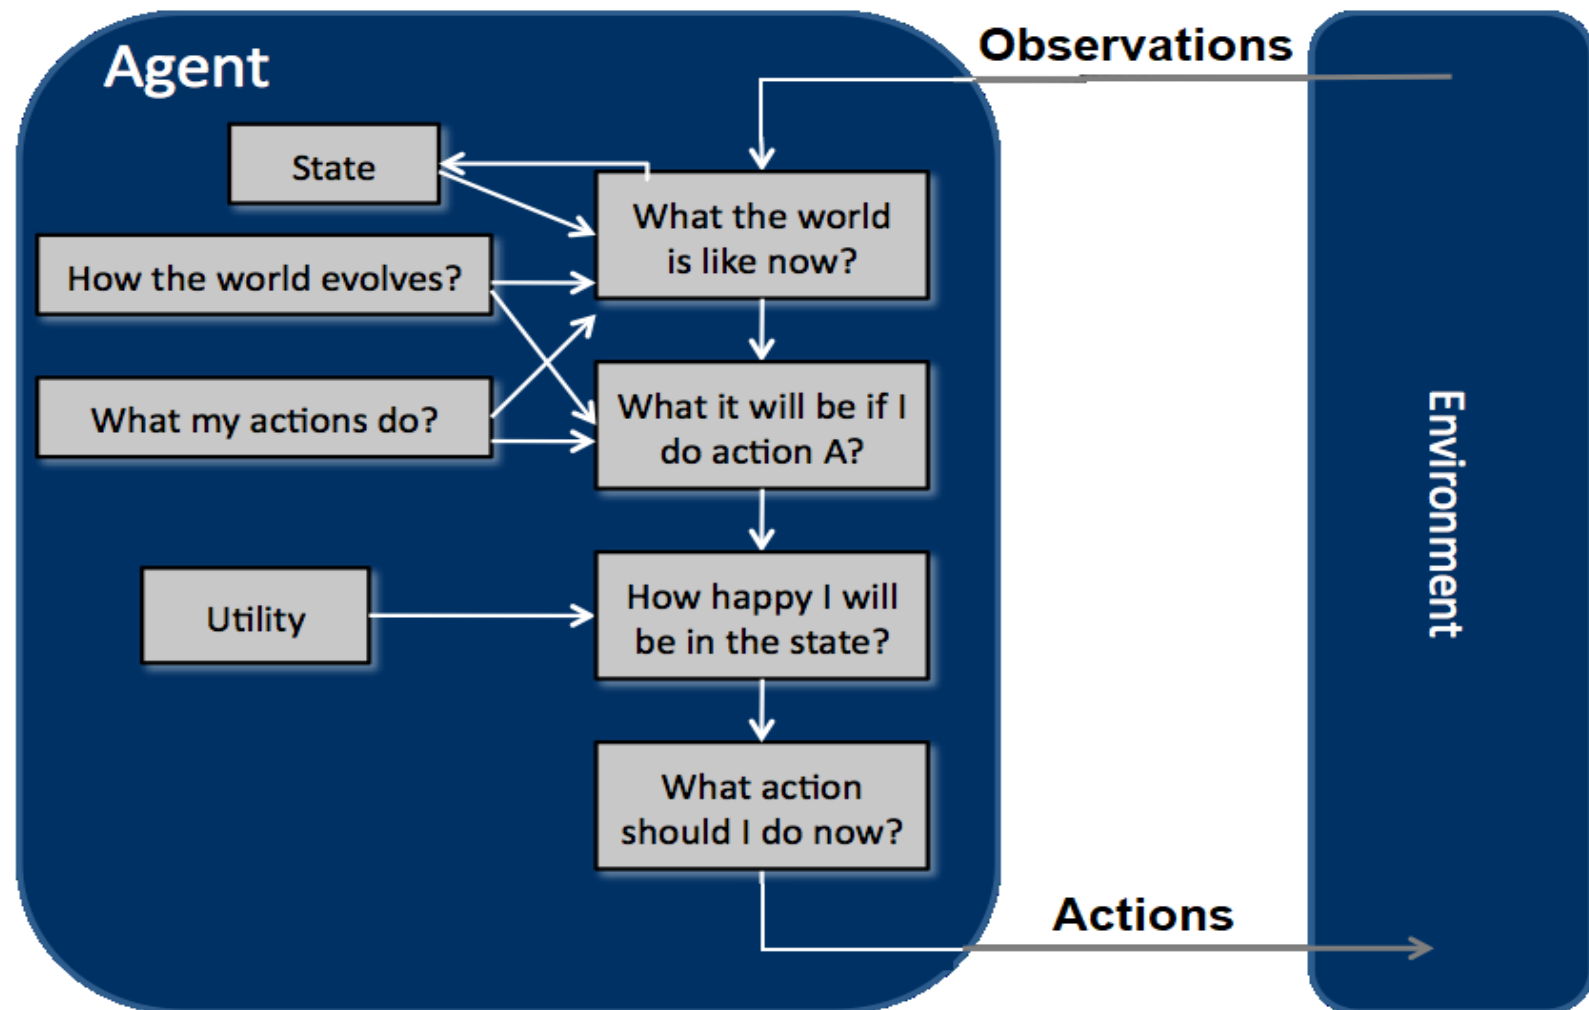 Agent
Observations
State
What the world
is like now?
How the world evolves?
What my actions do?
What it will be if I
do action A?
Utility
How happy I will
be in the state?
What action
should I do now?
Actions
Environment